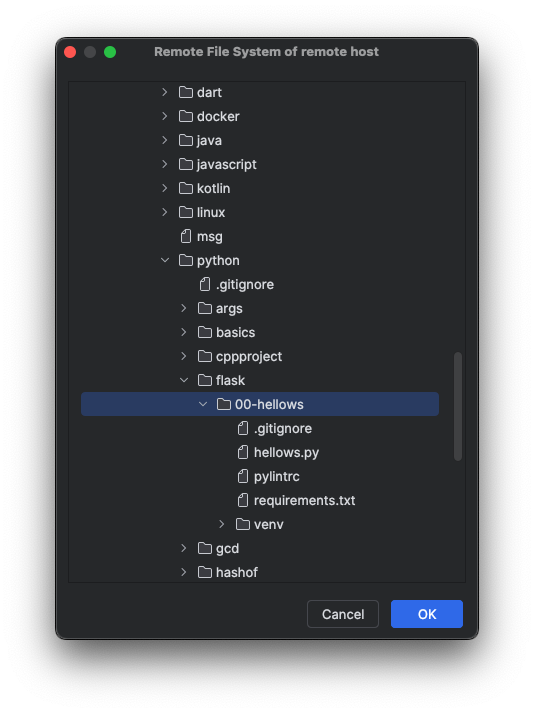 Remote File System of remote host
dart
docker
java
javascript
kotlin
linux
msg
python
.gitignore
args
basics
cppproject
flask
00-hellows
.gitignore
hellows.py
pylintrc
requirements.txt
venv
gcd
hashof
Cancel
OK